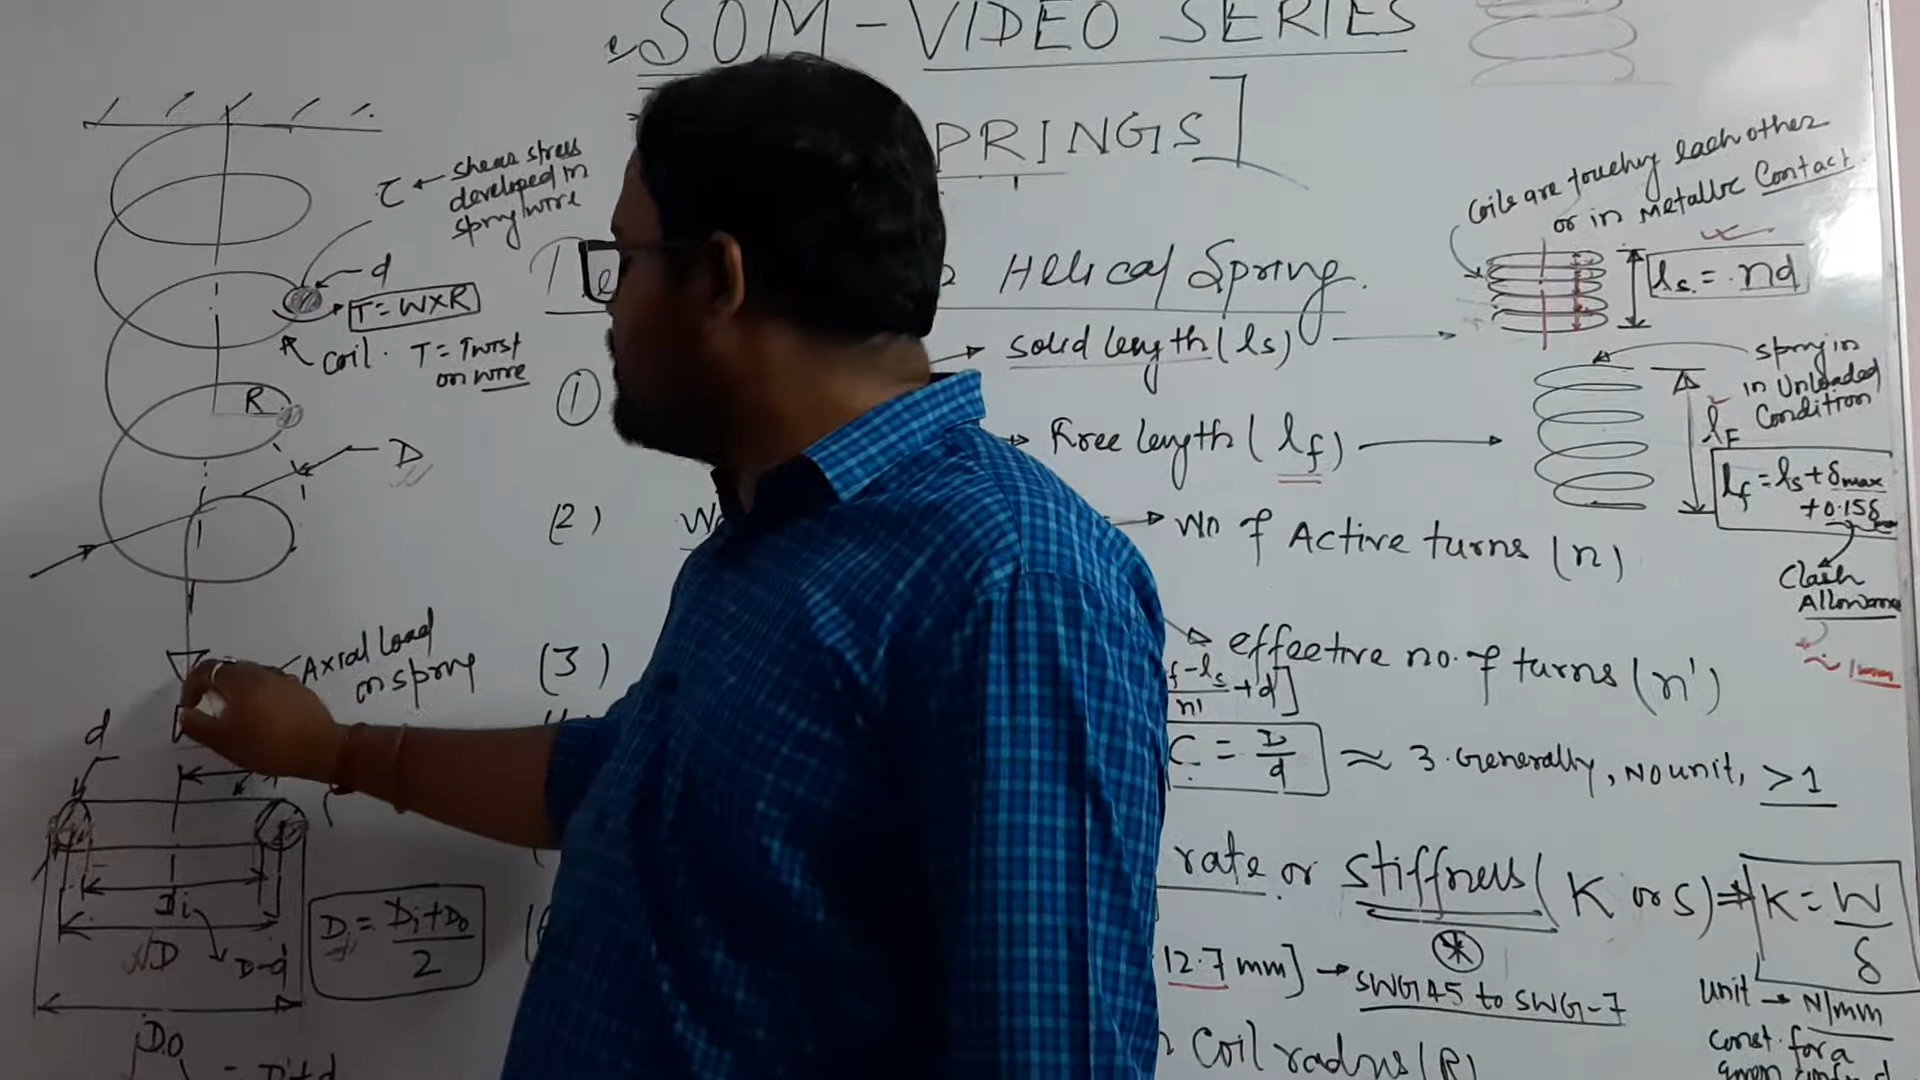 SOM - VIDEO SERIES
PRINGS]
Helical Spring.
τ ← shear stress
developed in
spring wire
d
T = W×R
coil. T = Twist
on wire
R
D
Axial Load
on spring
d
Di
D
D-d
Do
D = Di+Do
2
= Di+d
①
Solid length (ls)
Free length (lf)
(2)
No of Active turns (n)
(3)
effective no. of turns (n')
f-ls
n'
+d]
C = D
d
≈ 3 Generally, No unit, >1
rate or stiffness (K or S) ⇒
K = W
δ
12.7 mm] → SWG 45 to SWG-7
unit → N/mm
Const. for a
Coil radius (R)
Coils are touching each other
or in Metallic Contact.
ls = nd
spring in
in Unloaded
Condition
lF
lf = ls + δmax
+0.15δ
Clash
Allowance
~ 1mm